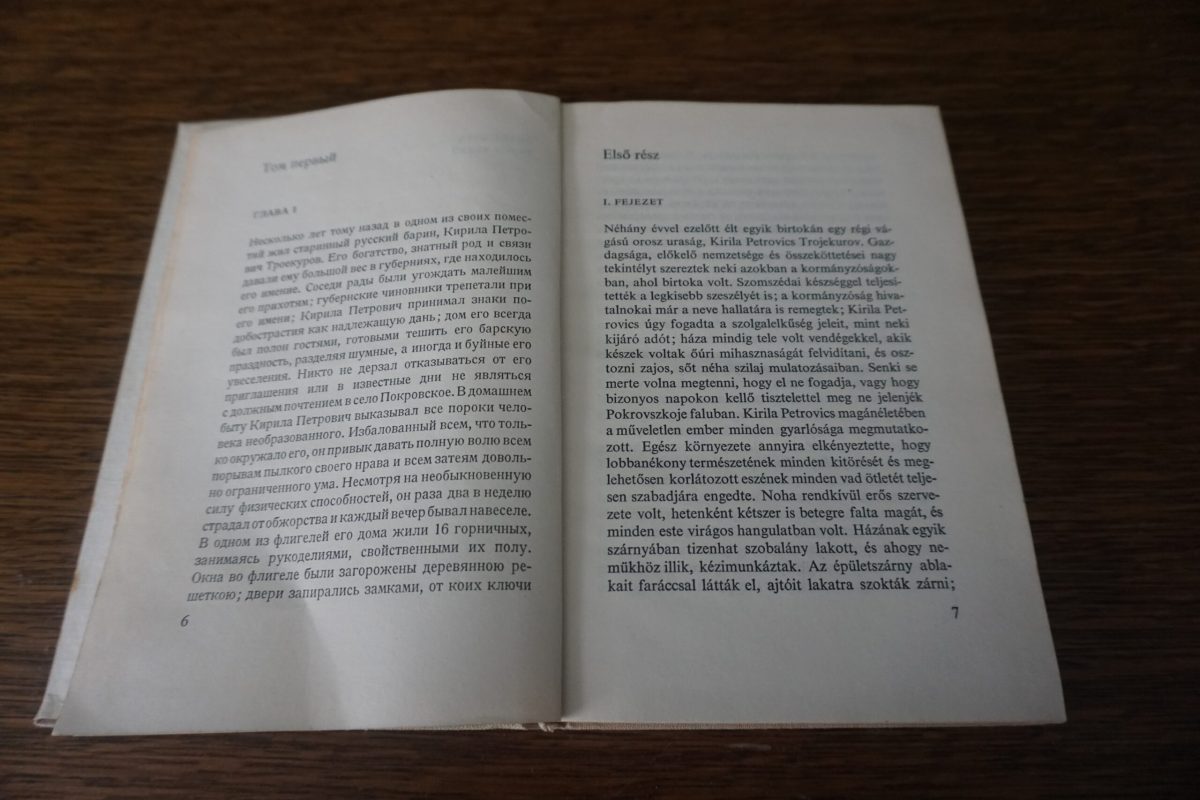 Том первый
ГЛАВА I
Несколько лет тому назад в одном из своих помес-
тий жил старинный русский барин, Кирила Петро-
вич Троекуров. Его богатство, знатный род и связи
давали ему большой вес в губерниях, где находилось
его имение. Соседи рады были угождать малейшим
его прихотям; губернские чиновники трепетали при
его имени; Кирила Петрович принимал знаки по-
добострастия как надлежащую дань; дом его всегда
был полон гостями, готовыми тешить его барскую
праздность, разделяя шумные, а иногда и буйные его
увеселения. Никто не дерзал отказываться от его
приглашения или в известные дни не являться
с должным почтением в село Покровское. В домашнем
быту Кирила Петрович выказывал все пороки чело-
века необразованного. Избалованный всем, что толь-
ко окружало его, он привык давать полную волю всем
порывам пылкого своего нрава и всем затеям доволь-
но ограниченного ума. Несмотря на необыкновенную
силу физических способностей, он раза два в неделю
страдал от обжорства и каждый вечер бывал навеселе.
В одном из флигелей его дома жили 16 горничных,
занимаясь рукоделиями, свойственными их полу.
Окна во флигеле были загорожены деревянною ре-
шеткою; двери запирались замками, от коих ключи
6
Első rész
I. FEJEZET
Néhány évvel ezelőtt élt egyik birtokán egy régi vá-
gású orosz uraság, Kirila Petrovics Trojekurov. Gaz-
dagsága, előkelő nemzetsége és összeköttetései nagy
tekintélyt szereztek neki azokban a kormányzóságok-
ban, ahol birtoka volt. Szomszédai készséggel teljesí-
tették a legkisebb szeszélyét is; a kormányzóság hiva-
talnokai már a neve hallatára is remegtek; Kirila Pet-
rovics úgy fogadta a szolgalelkűség jeleit, mint neki
kijáró adót; háza mindig tele volt vendégekkel, akik
készek voltak őúri mihasznaságát felvidítani, és osz-
tozni zajos, sőt néha szilaj mulatozásaiban. Senki se
merte volna megtenni, hogy el ne fogadja, vagy hogy
bizonyos napokon kellő tisztelettel meg ne jelenjék
Pokrovszkoje faluban. Kirila Petrovics magánéletében
a műveletlen ember minden gyarlósága megmutatko-
zott. Egész környezete annyira elkényeztette, hogy
lobbanékony természetének minden kitörését és meg-
lehetősen korlátozott eszének minden vad ötletét telje-
sen szabadjára engedte. Noha rendkívül erős szerve-
zete volt, hetenként kétszer is betegre falta magát, és
minden este virágos hangulatban volt. Házának egyik
szárnyában tizenhat szobalány lakott, és ahogy ne-
műkhöz illik, kézimunkáztak. Az épületszárny abla-
kait faráccsal látták el, ajtóit lakatra szokták zárni;
7